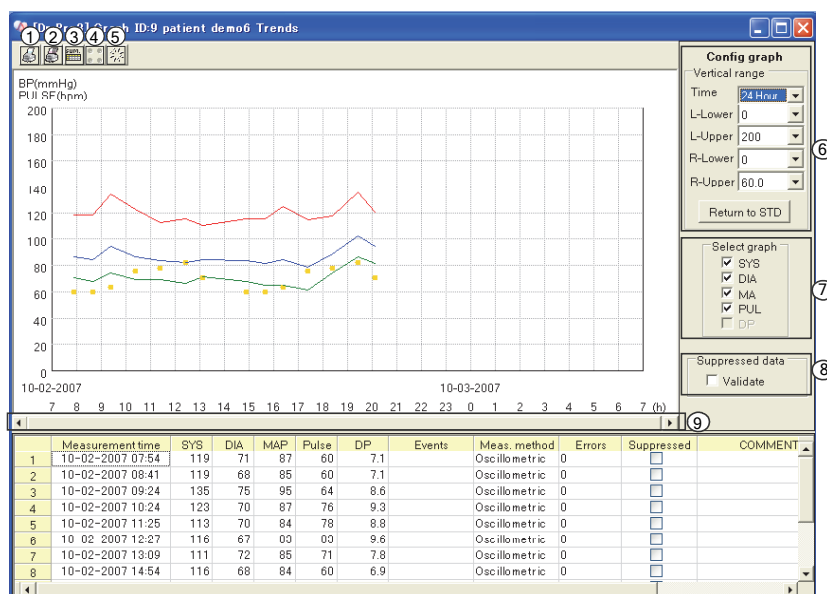 ① ② ③ ④ ⑤
Graph ID:9 patient demo6 Trends
SUM.
BP(mmHg)
PULSE(bpm)
200
180
160
140
120
100
80
60
40
20
0
10-02-2007 10-03-2007
7 8 9 10 11 12 13 14 15 16 17 18 19 20 21 22 23 0 1 2 3 4 5 6 7 (h)
Config graph
Vertical range
Time 24 Hour
L-Lower 0
L-Upper 200
R-Lower 0
R-Upper 60.0
Return to STD
⑥
Select graph
SYS
DIA
MA
PUL
DP
⑦
Suppressed data
Validate
⑧
⑨
Measurement time SYS DIA MAP Pulse DP Events Meas. method Errors Suppressed COMMENT
1 10-02-2007 07:54 119 71 87 60 7.1 Oscillometric 0
2 10-02-2007 08:41 119 68 85 60 7.1 Oscillometric 0
3 10-02-2007 09:24 135 75 95 64 8.6 Oscillometric 0
4 10-02-2007 10:24 123 70 87 76 9.3 Oscillometric 0
5 10-02-2007 11:25 113 70 84 78 8.8 Oscillometric 0
6 10 02 2007 12:27 116 67 9.6 Oscillometric 0
7 10-02-2007 13:09 111 72 85 71 7.8 Oscillometric 0
8 10-02-2007 14:54 116 68 84 60 6.9 Oscillometric 0